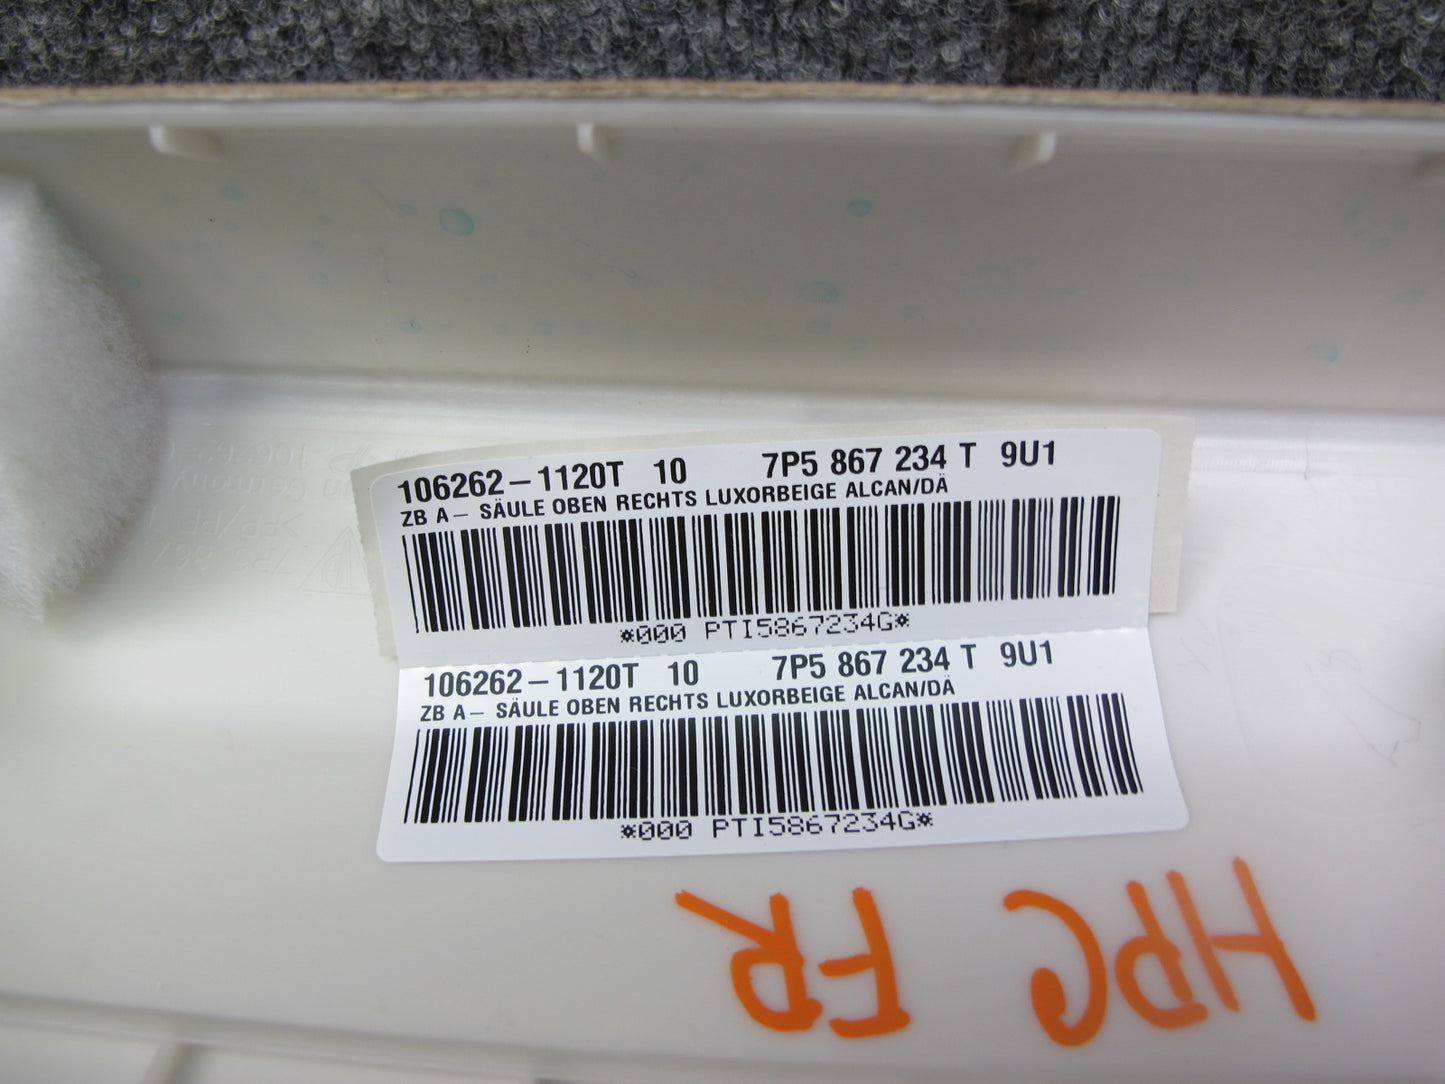 106262-1120T 10 7P5 867 234 T 9U1
ZB A- SÄULE OBEN RECHTS LUXORBEIGE ALCAN/DÄ
*000 PTI5867234G*
106262-1120T 10 7P5 867 234 T 9U1
ZB A- SÄULE OBEN RECHTS LUXORBEIGE ALCAN/DÄ
*000 PTI5867234G*
HPC FR